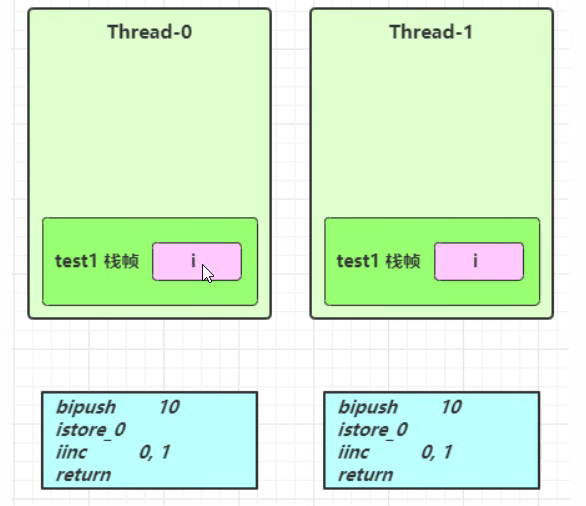 Thread-0
test1 栈帧
i
bipush 10
istore_0
iinc 0, 1
return
Thread-1
test1 栈帧
i
bipush 10
istore_0
iinc 0, 1
return